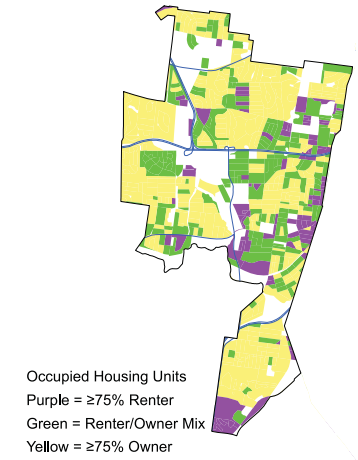 Occupied Housing Units
Purple = ≥75% Renter
Green = Renter/Owner Mix
Yellow = ≥75% Owner